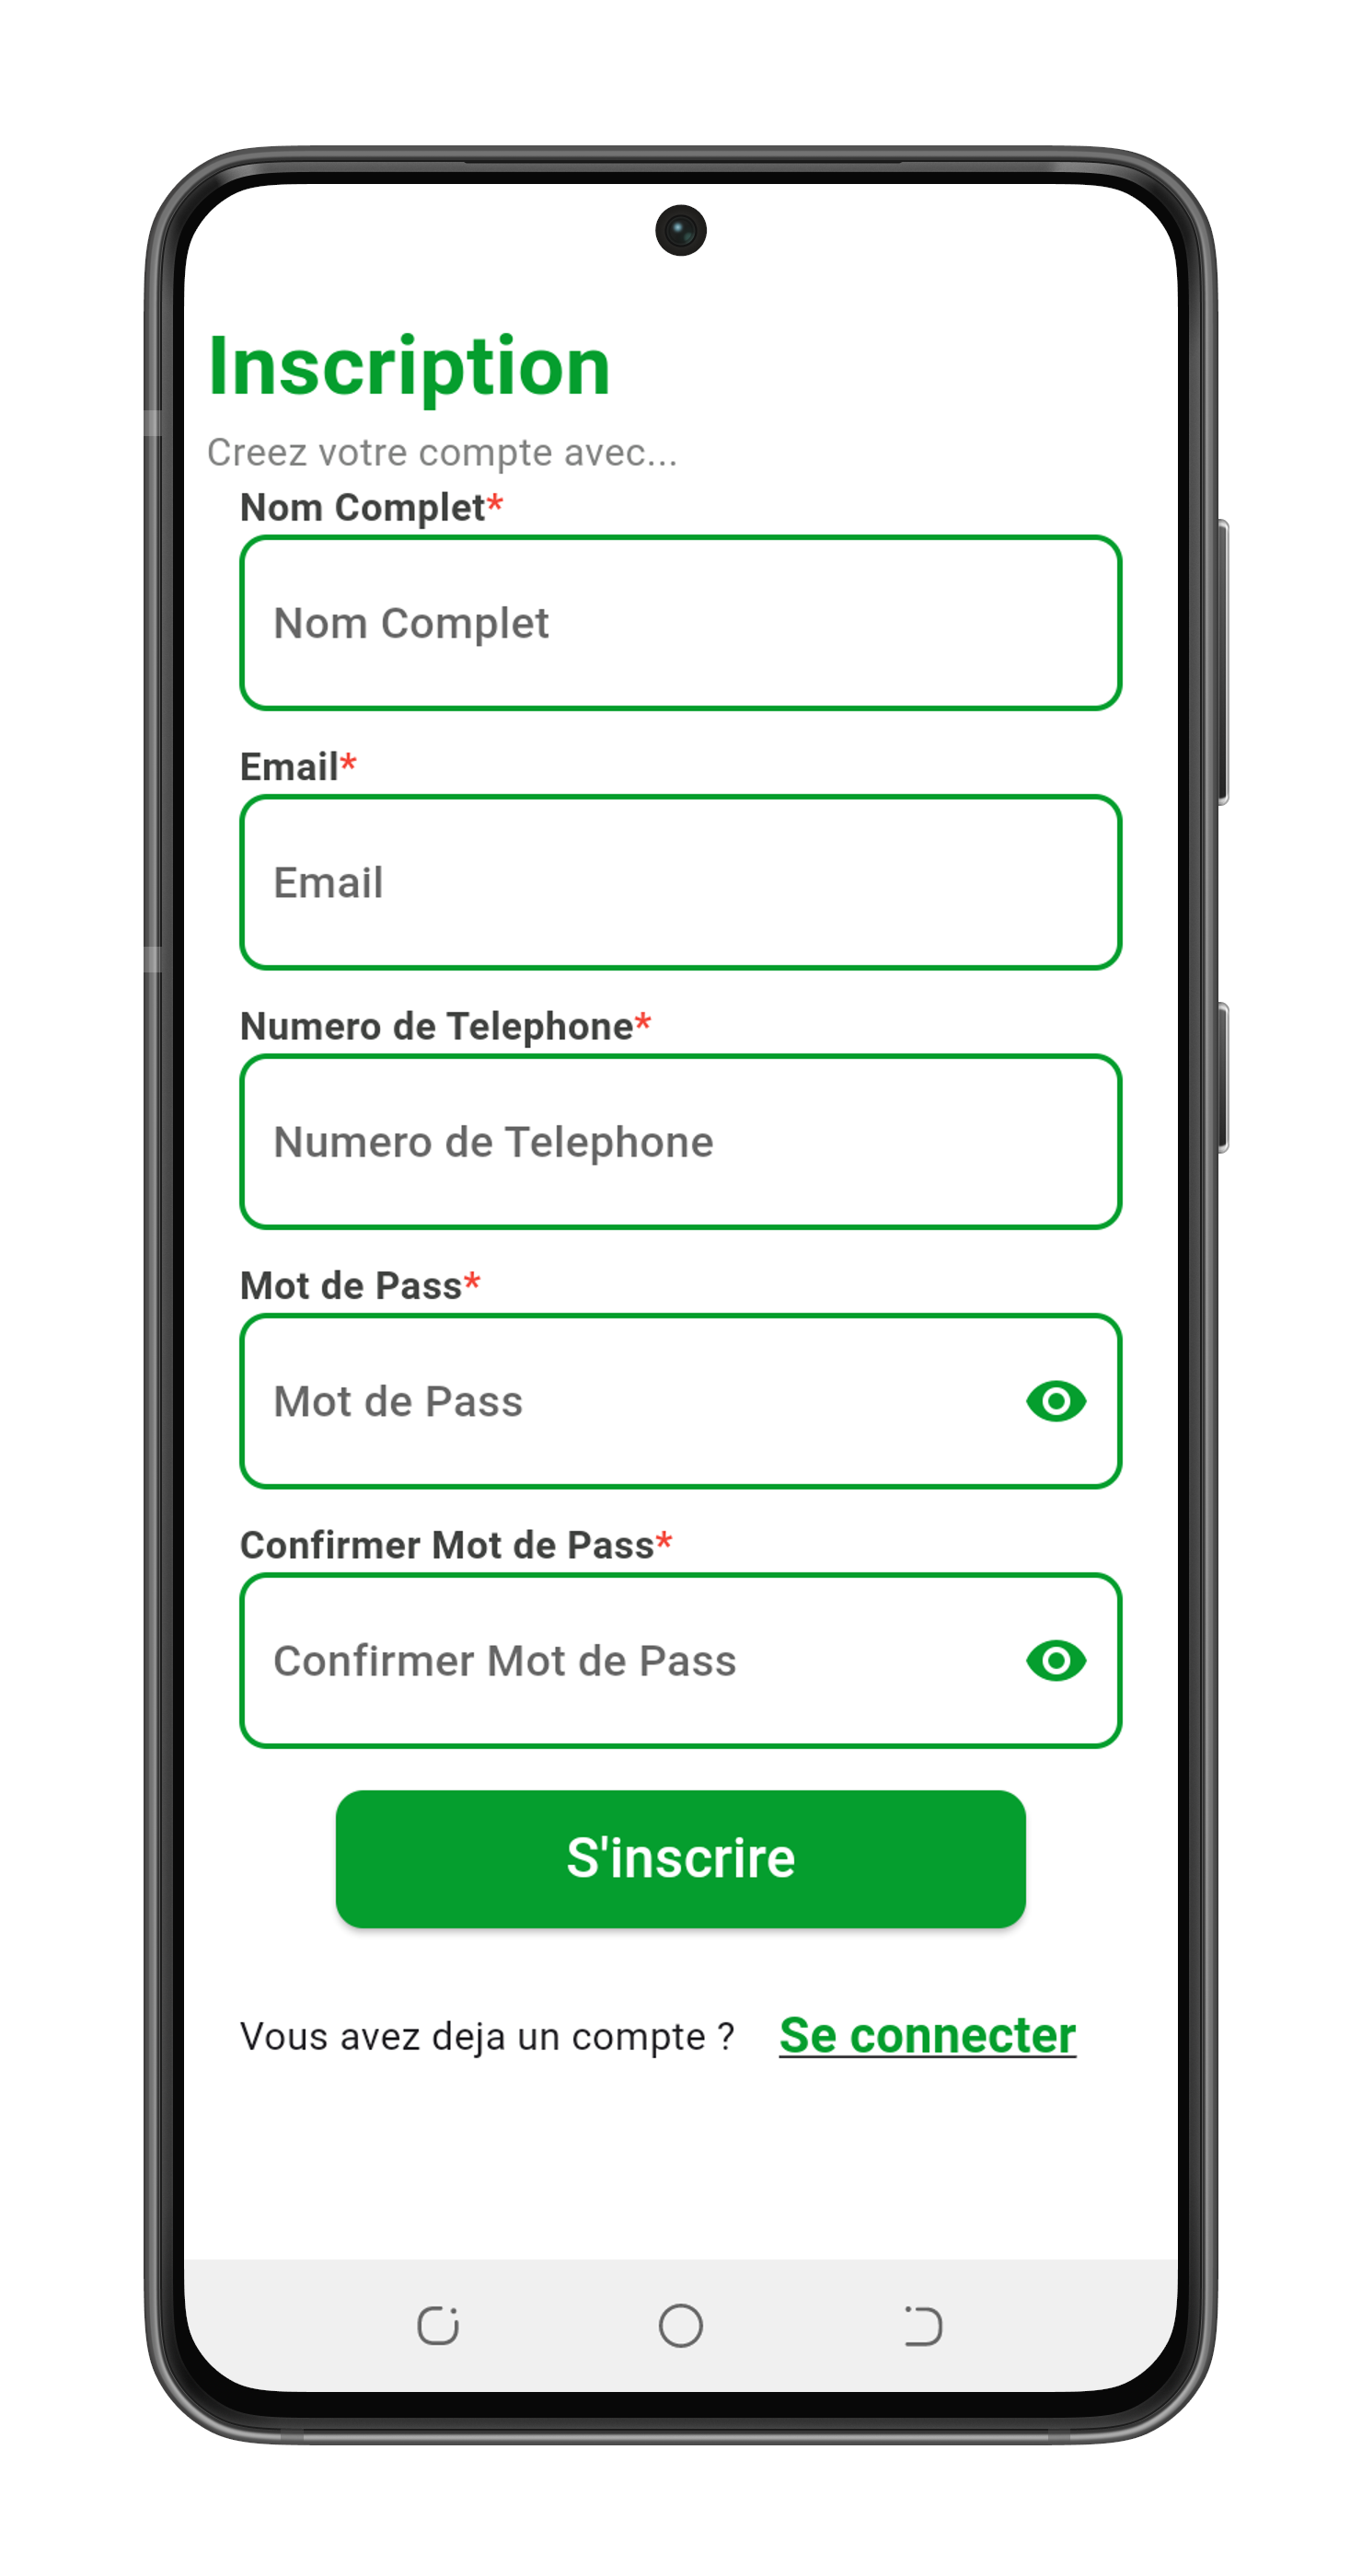 Inscription
Creez votre compte avec...
Nom Complet*
Nom Complet
Email*
Email
Numero de Telephone*
Numero de Telephone
Mot de Pass*
Mot de Pass
Confirmer Mot de Pass*
Confirmer Mot de Pass
S'inscrire
Vous avez deja un compte ? Se connecter